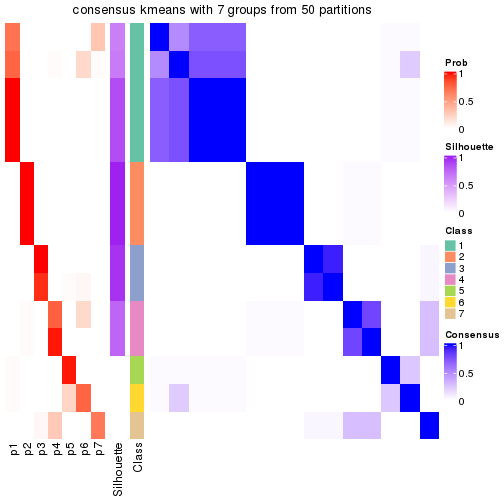 consensus kmeans with 7 groups from 50 partitions
Prob
1
0.5
0
Silhouette
1
0.5
0
Class
1
2
3
4
5
6
7
Consensus
1
0.5
0
p1
p2
p3
p4
p5
p6
p7
Silhouette
Class